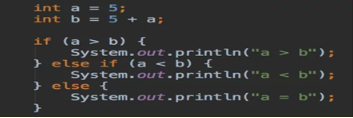 int a = 5;
int b = 5 + a;
if (a > b) {
System.out.println("a > b");
} else if (a < b) {
System.out.println("a < b");
} else {
System.out.println("a = b");
}